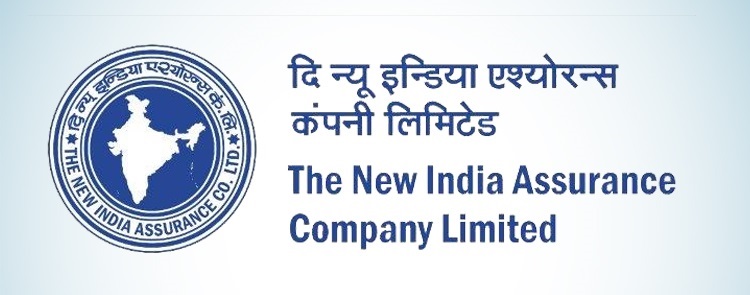 दि न्यू इन्डिया एश्योरन्स कं. लि.
THE NEW INDIA ASSURANCE CO. LTD.
दि न्यू इन्डिया एश्योरन्स
कंपनी लिमिटेड
The New India Assurance
Company Limited